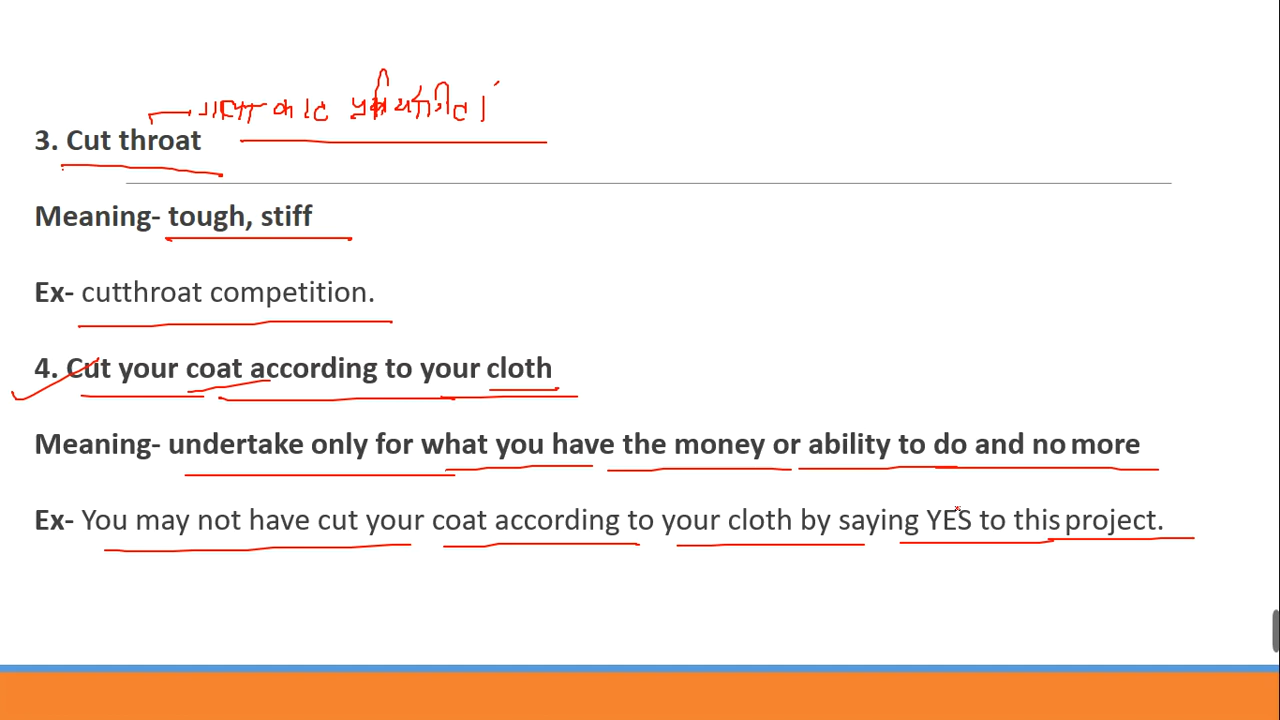 गला काट प्रतियोगिता
3. Cut throat
Meaning- tough, stiff
Ex- cutthroat competition.
4. Cut your coat according to your cloth
Meaning- undertake only for what you have the money or ability to do and no more
Ex- You may not have cut your coat according to your cloth by saying YES to this project.